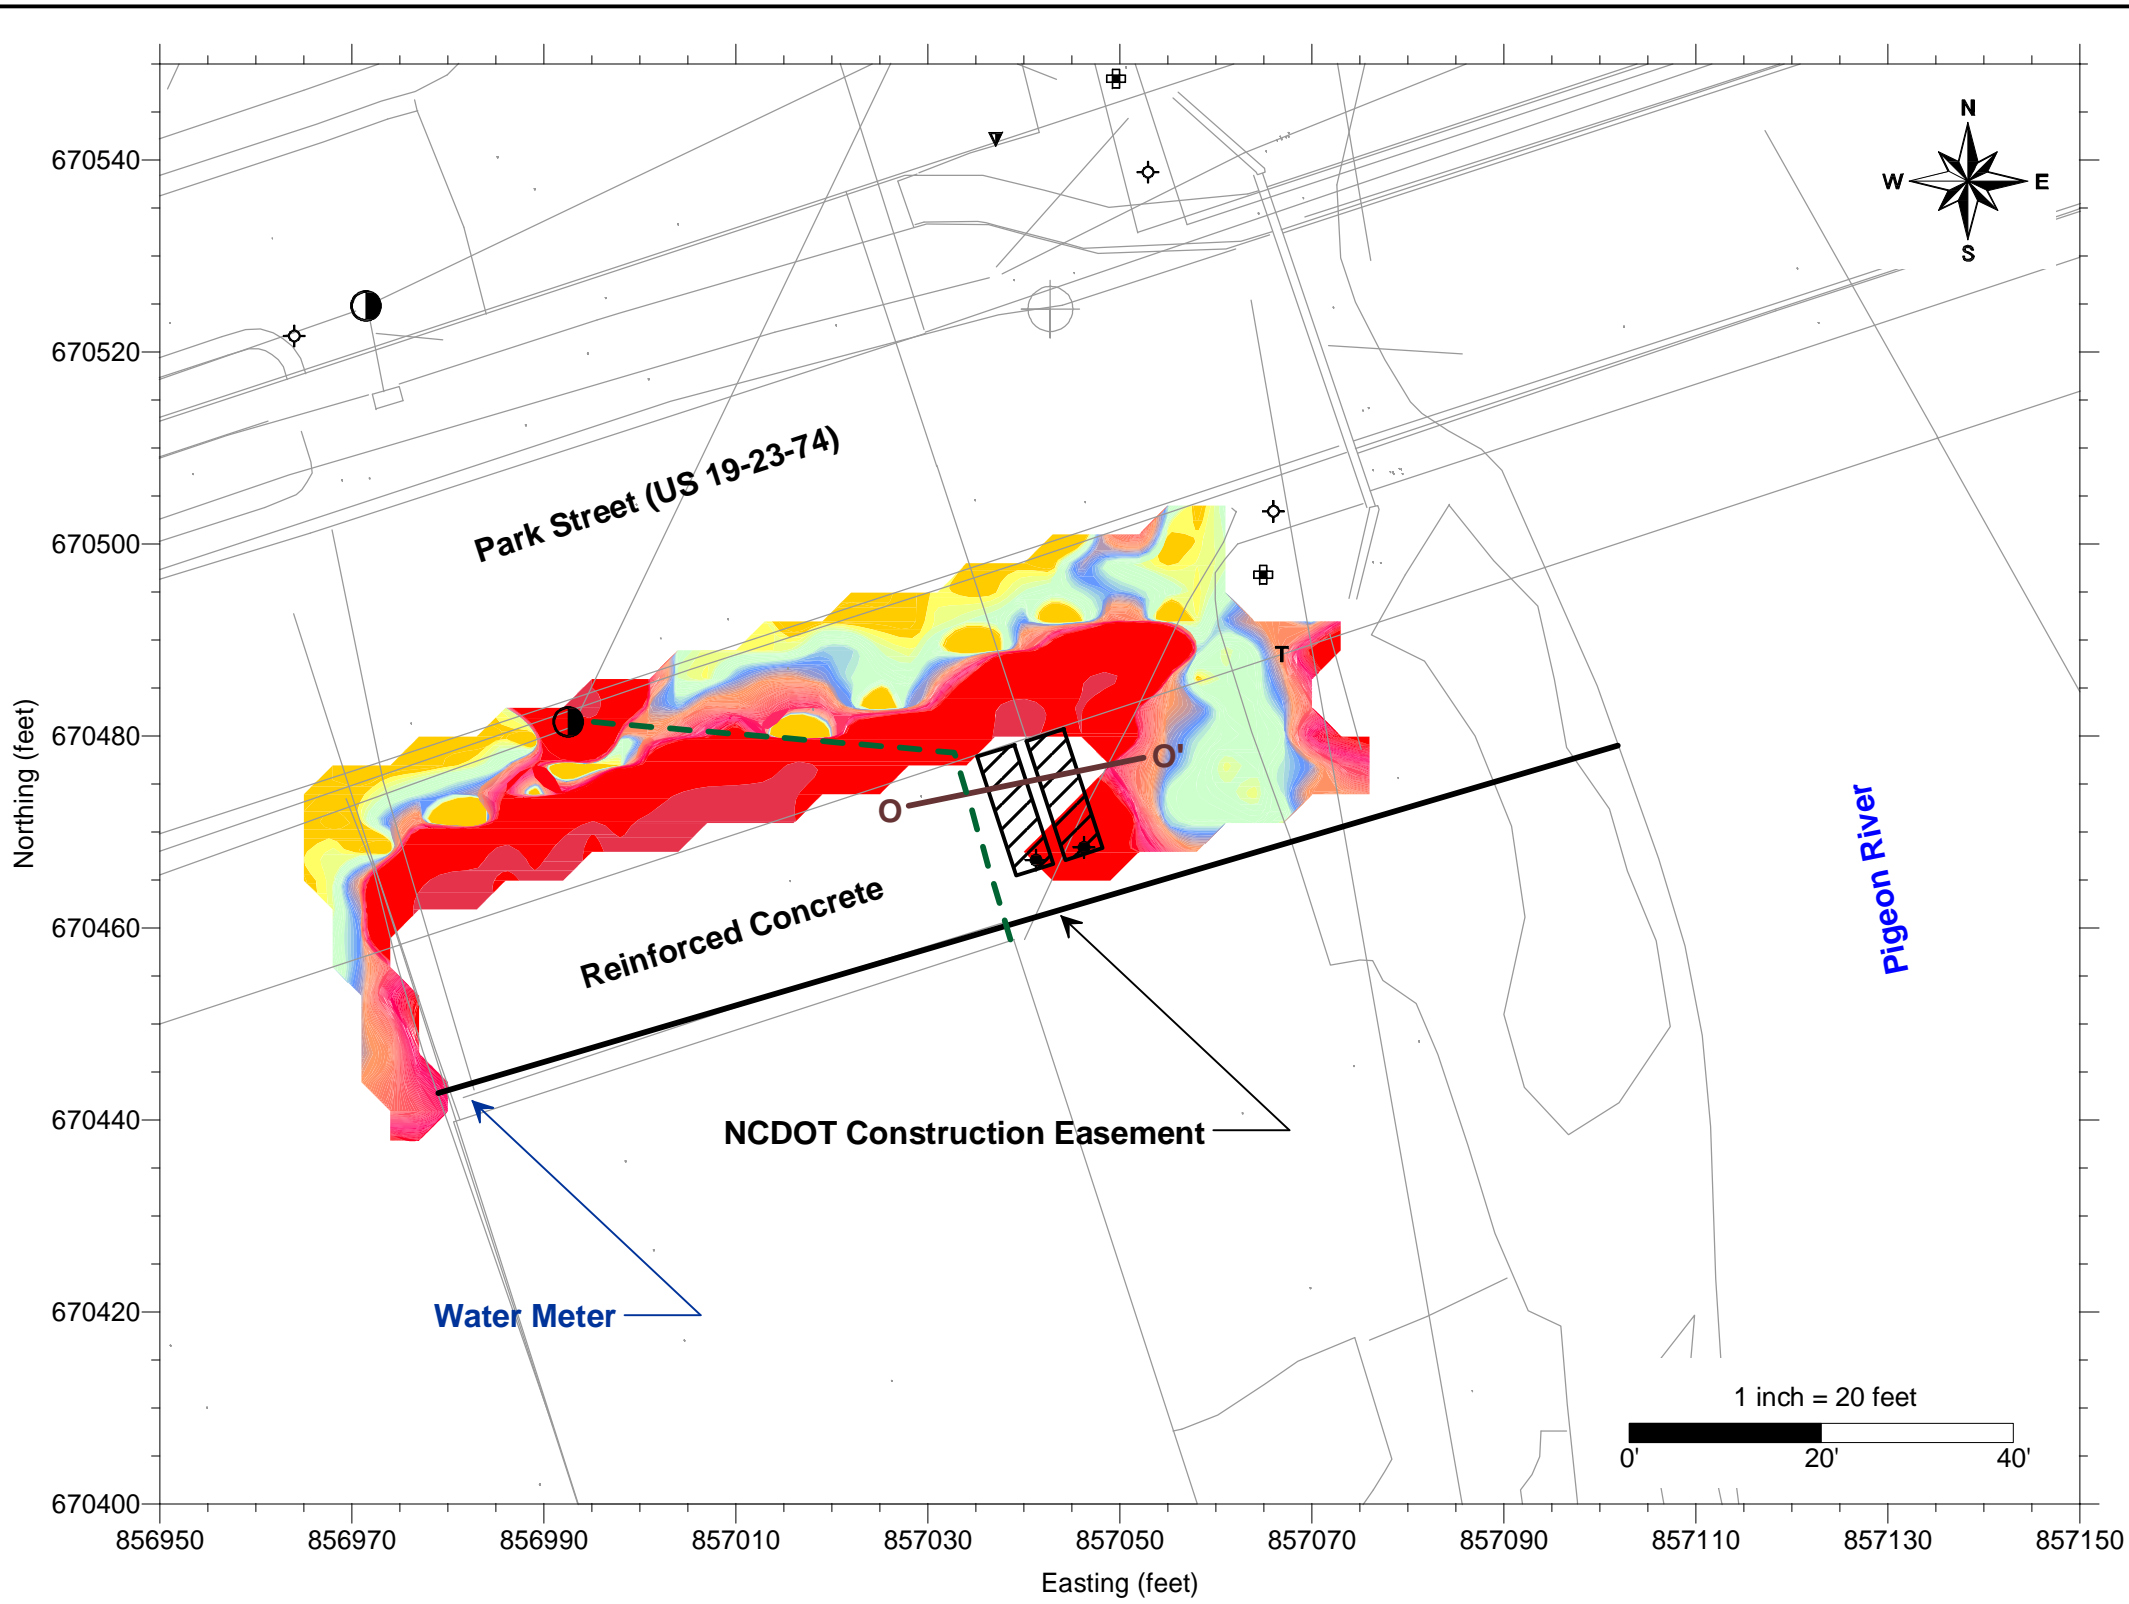 N
W E
S
670540
670520
670500
670480
670460
670440
670420
670400
Northing (feet)
Park Street (US 19-23-74)
T
O O'
Reinforced Concrete
Pigeon River
NCDOT Construction Easement
Water Meter
1 inch = 20 feet
0' 20' 40'
856950 856970 856990 857010 857030 857050 857070 857090 857110 857130 857150
Easting (feet)